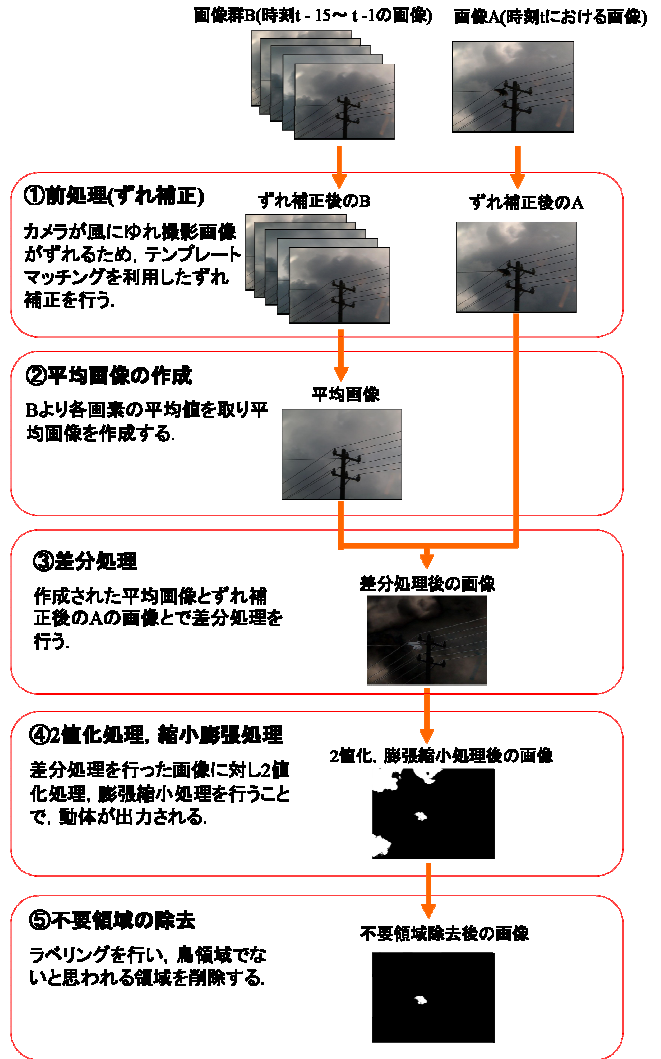 画像群B(時刻t - 15～ t -1の画像)
画像A(時刻tにおける画像)
①前処理(ずれ補正)
カメラが風にゆれ撮影画像
がずれるため, テンプレート
マッチングを利用したずれ
補正を行う.
ずれ補正後のB
ずれ補正後のA
②平均画像の作成
Bより各画素の平均値を取り平
均画像を作成する.
平均画像
③差分処理
作成された平均画像とずれ補
正後のAの画像とで差分処理を
行う.
差分処理後の画像
④2値化処理, 縮小膨張処理
差分処理を行った画像に対し2値
化処理, 膨張縮小処理を行うこと
で, 動体が出力される.
2値化, 膨張縮小処理後の画像
⑤不要領域の除去
ラベリングを行い, 鳥領域でな
いと思われる領域を削除する.
不要領域除去後の画像